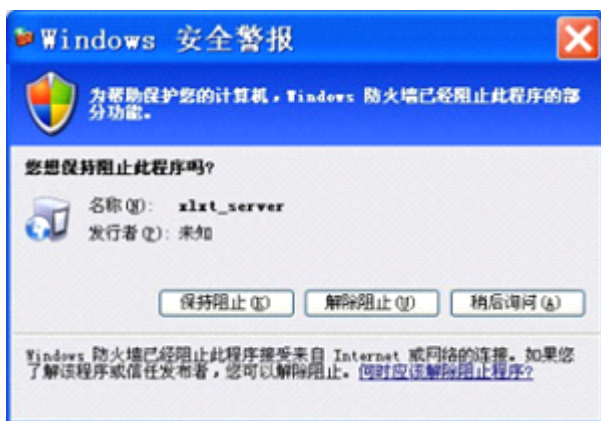 Windows 安全警报
为帮助保护您的计算机，Windows 防火墙已经阻止此程序的部
分功能。
您想保持阻止此程序吗？
名称(N): xlxt_server
发行者(P): 未知
保持阻止(K) 解除阻止(U) 稍后询问(A)
Windows 防火墙已经阻止此程序接受来自 Internet 或网络的连接。如果您
了解该程序或信任发布者，您可以解除阻止。何时应该解除阻止程序?